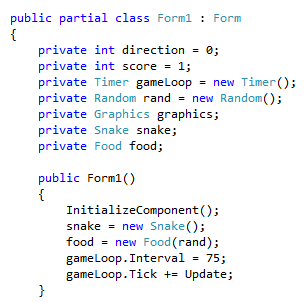 public partial class Form1 : Form
{
    private int direction = 0;
    private int score = 1;
    private Timer gameLoop = new Timer();
    private Random rand = new Random();
    private Graphics graphics;
    private Snake snake;
    private Food food;

    public Form1()
    {
        InitializeComponent();
        snake = new Snake();
        food = new Food(rand);
        gameLoop.Interval = 75;
        gameLoop.Tick += Update;
    }